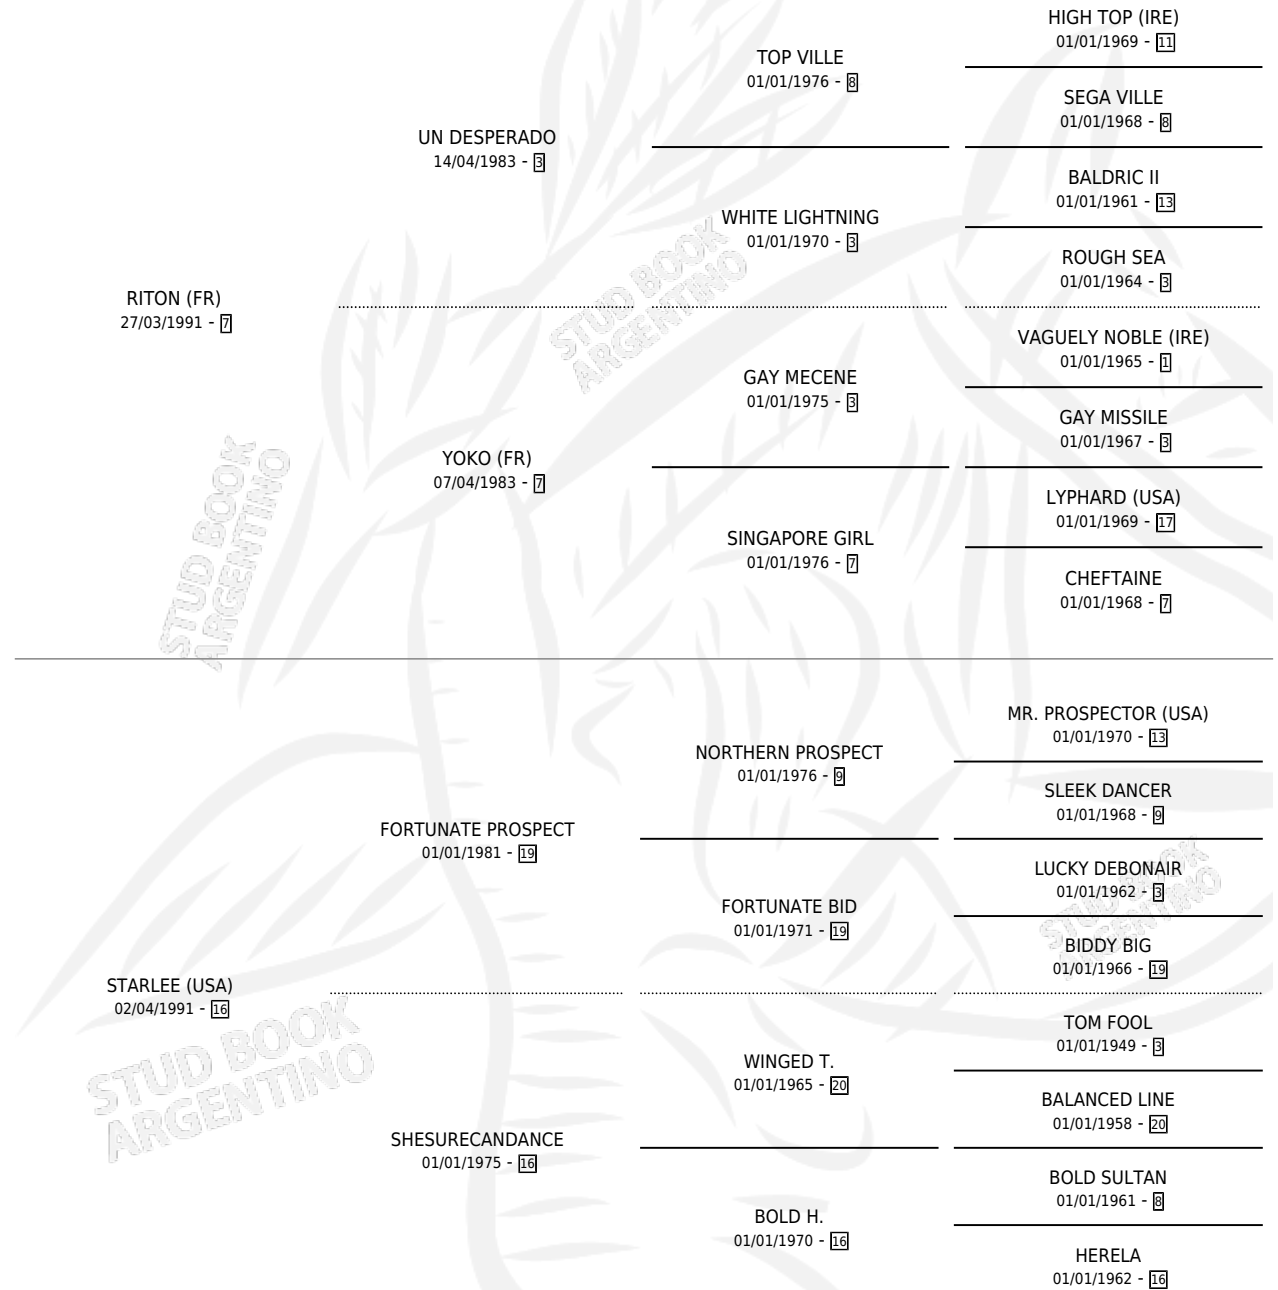 HIGH TOP (IRE)
01/01/1969 - 11
TOP VILLE
01/01/1976 - 8
SEGA VILLE
01/01/1968 - 8
UN DESPERADO
14/04/1983 - 3
BALDRIC II
01/01/1961 - 13
WHITE LIGHTNING
01/01/1970 - 3
ROUGH SEA
01/01/1964 - 3
RITON (FR)
27/03/1991 - 7
STUD BOOK
ARGENTINO
VAGUELY NOBLE (IRE)
01/01/1965 - 1
GAY MECENE
01/01/1975 - 3
GAY MISSILE
01/01/1967 - 3
YOKO (FR)
07/04/1983 - 7
LYPHARD (USA)
01/01/1969 - 17
SINGAPORE GIRL
01/01/1976 - 7
CHEFTAINE
01/01/1968 - 7
STUD BOOK
ARGENTINO
MR. PROSPECTOR (USA)
01/01/1970 - 13
NORTHERN PROSPECT
01/01/1976 - 9
SLEEK DANCER
01/01/1968 - 9
FORTUNATE PROSPECT
01/01/1981 - 19
LUCKY DEBONAIR
01/01/1962 - 3
FORTUNATE BID
01/01/1971 - 19
STUD BOOK
ARGENTINO
BIDDY BIG
01/01/1966 - 19
STARLEE (USA)
02/04/1991 - 16
STUD BOOK
ARGENTINO
TOM FOOL
01/01/1949 - 3
WINGED T.
01/01/1965 - 20
BALANCED LINE
01/01/1958 - 20
SHESURECANDANCE
01/01/1975 - 16
BOLD SULTAN
01/01/1961 - 8
BOLD H.
01/01/1970 - 16
HERELA
01/01/1962 - 16